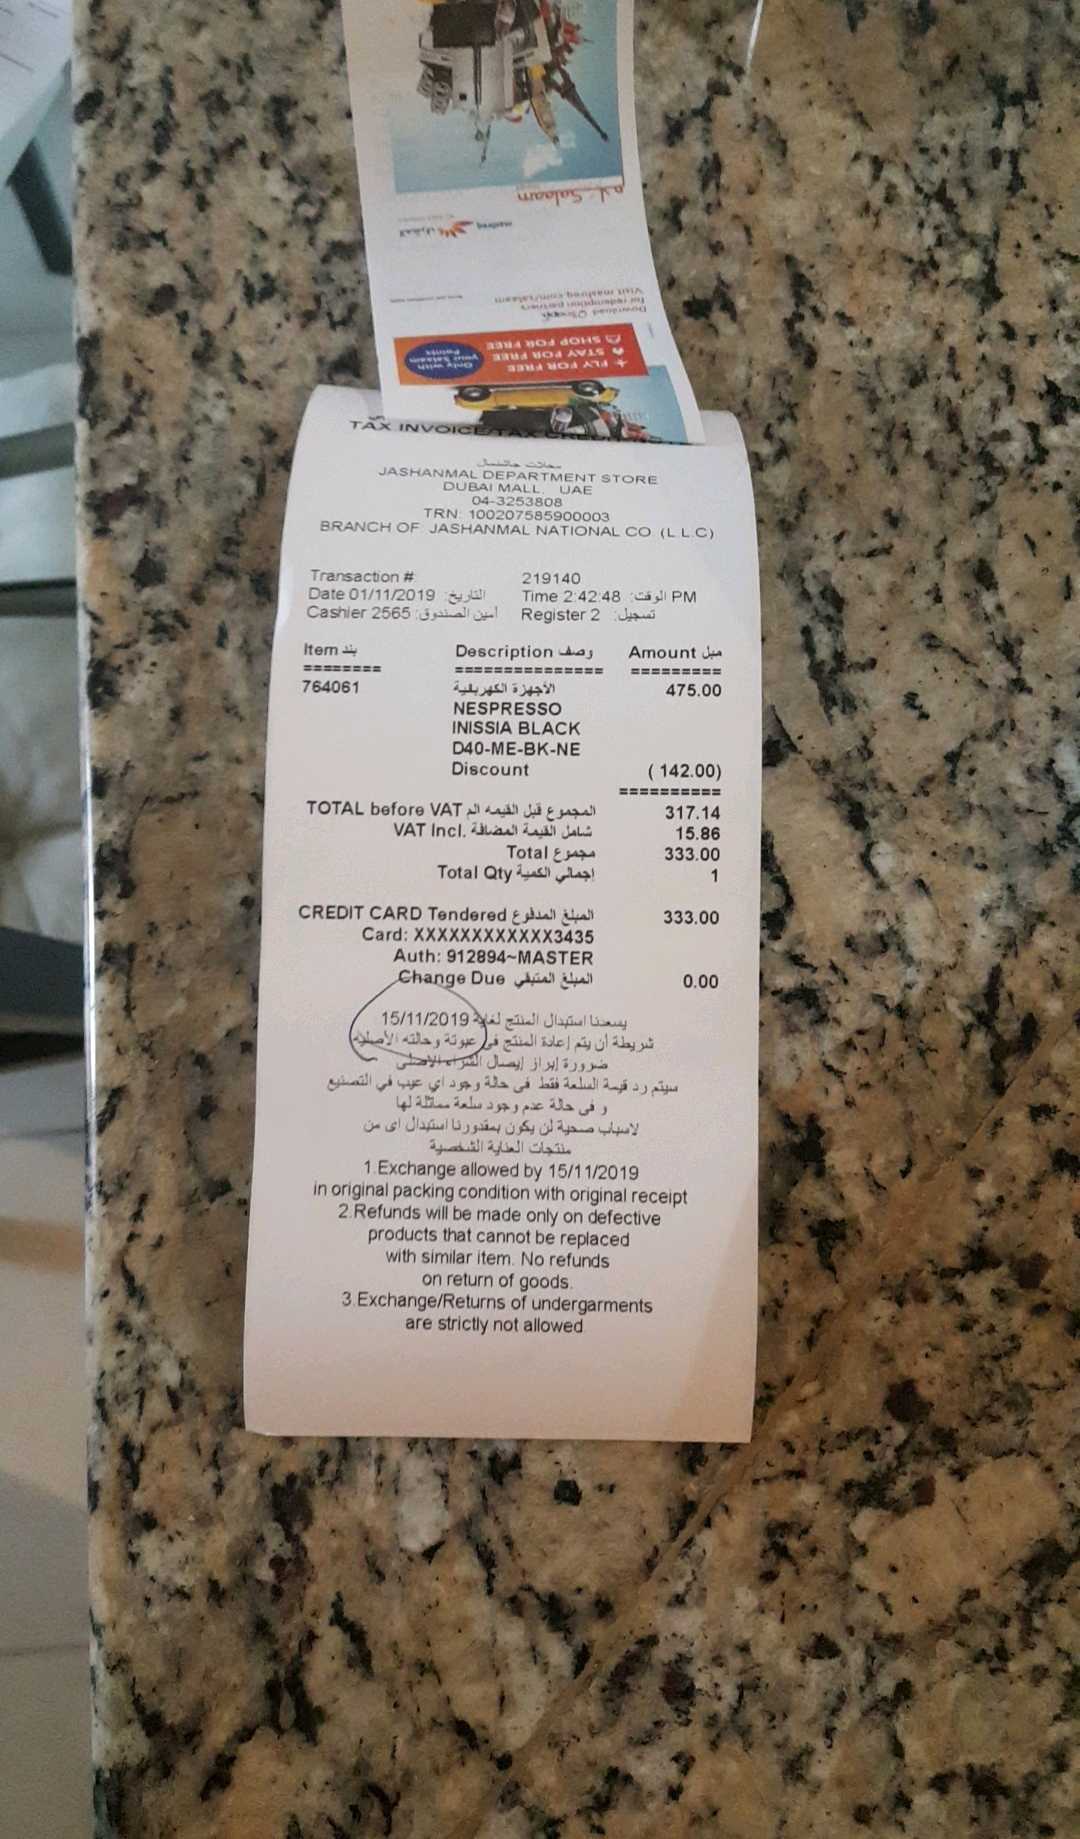 Salaam
mashreq المشرق
Visit mashreq.com/salaam
for redemption partners
Download
Only with
your Salaam
Points
FLY FOR FREE
STAY FOR FREE
SHOP FOR FREE
TAX INVOICE/TAX
محلات جاشنمال
JASHANMAL DEPARTMENT STORE
DUBAI MALL, UAE
04-3253808
TRN: 100207585900003
BRANCH OF: JASHANMAL NATIONAL CO (L.L.C)
Transaction #: 219140
Date 01/11/2019 التاريخ: Time 2:42:48 الوقت: PM
Cashier 2565 أمين الصندوق: Register 2 تسجيل:
Item بند Description وصف Amount مبل
======== =============== =========
764061 الأجهزة الكهربائية 475.00
NESPRESSO
INISSIA BLACK
D40-ME-BK-NE
Discount ( 142.00)
==========
TOTAL before VAT المجموع قبل القيمه الم 317.14
VAT Incl. شامل القيمة المضافة 15.86
Total مجموع 333.00
Total Qty إجمالي الكمية 1
CREDIT CARD Tendered المبلغ المدفوع 333.00
Card: XXXXXXXXXXXX3435
Auth: 912894~MASTER
Change Due المبلغ المتبقي 0.00
يسعدنا استبدال المنتج لغاية 15/11/2019
شريطة أن يتم إعادة المنتج في عبوتة وحالته الأصلية
ضرورة إبراز إيصال الشراء الاصلى
سيتم رد قيمة السلعة فقط في حالة وجود اي عيب في التصنيع
و فى حالة عدم وجود سلعة مماثلة لها
لاسباب صحية لن يكون بمقدورنا استبدال اى من
منتجات العناية الشخصية
1.Exchange allowed by 15/11/2019
in original packing condition with original receipt
2.Refunds will be made only on defective
products that cannot be replaced
with similar item. No refunds
on return of goods.
3.Exchange/Returns of undergarments
are strictly not allowed